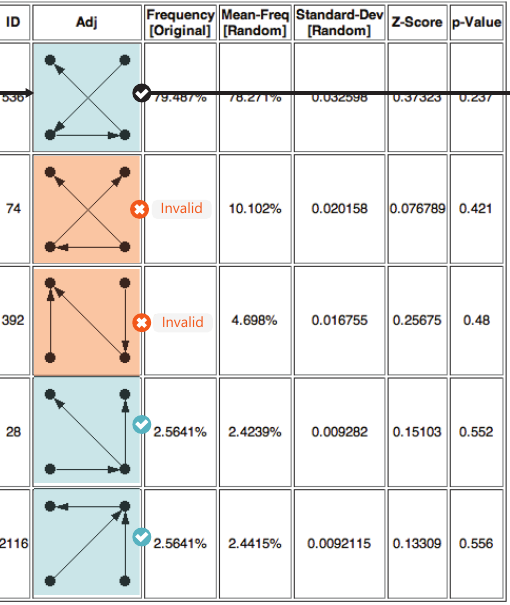 ID Adj Frequency [Original] Mean-Freq [Random] Standard-Dev [Random] Z-Score p-Value
536 79.487% 78.271% 0.032598 0.37323 0.237
74 Invalid 10.102% 0.020158 0.076789 0.421
392 Invalid 4.698% 0.016755 0.25675 0.48
28 2.5641% 2.4239% 0.009282 0.15103 0.552
2116 2.5641% 2.4415% 0.0092115 0.13309 0.556